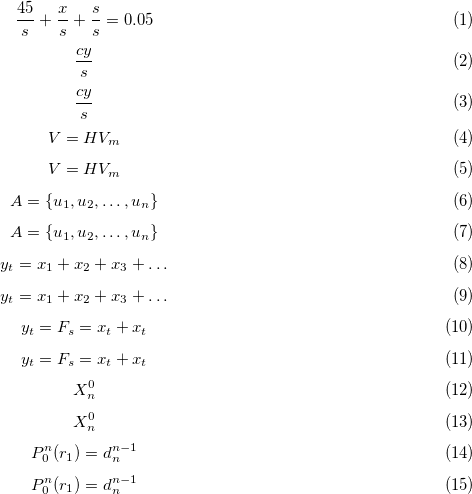 45/s + x/s + s/s = 0.05 (1)
cy/s (2)
cy/s (3)
V = HV_m (4)
V = HV_m (5)
A = {u_1, u_2, . . . , u_n} (6)
A = {u_1, u_2, . . . , u_n} (7)
y_t = x_1 + x_2 + x_3 + . . . (8)
y_t = x_1 + x_2 + x_3 + . . . (9)
y_t = F_s = x_t + x_t (10)
y_t = F_s = x_t + x_t (11)
X_n^0 (12)
X_n^0 (13)
P_0^n(r_1) = d_n^{n-1} (14)
P_0^n(r_1) = d_n^{n-1} (15)